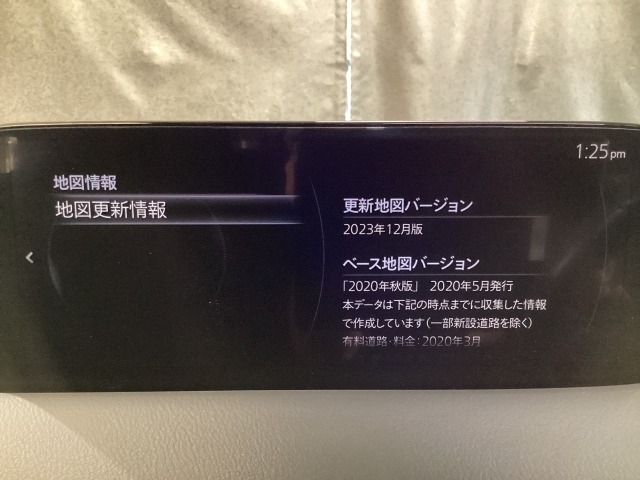 1:25pm
地図情報
地図更新情報
更新地図バージョン
2023年12月版
ベース地図バージョン
「2020年秋版」 2020年5月発行
本データは下記の時点までに収集した情報
で作成しています(一部新設道路を除く)
有料道路・料金:2020年3月